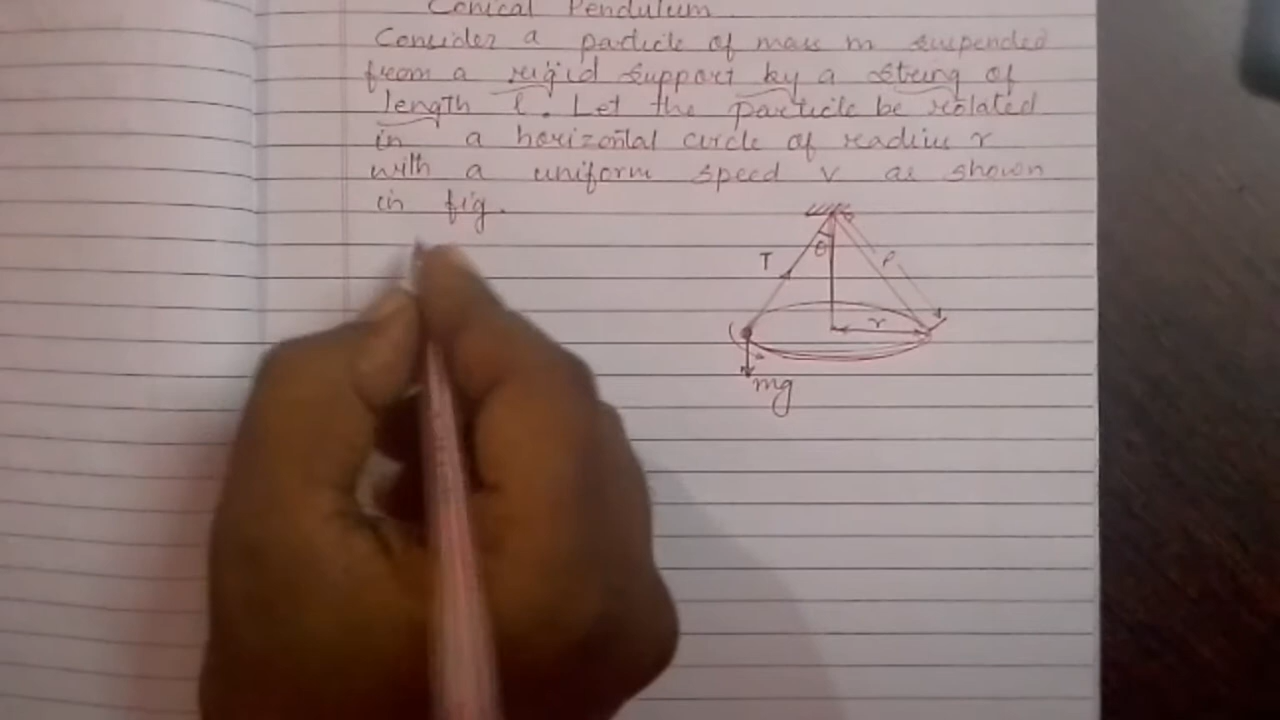 Conical Pendulum
Consider a particle of mass m suspended
from a rigid support by a string of
length l. Let the particle be rotated
in a horizontal circle of radius r
with a uniform speed v as shown
in fig.
θ
T
l
r
mg